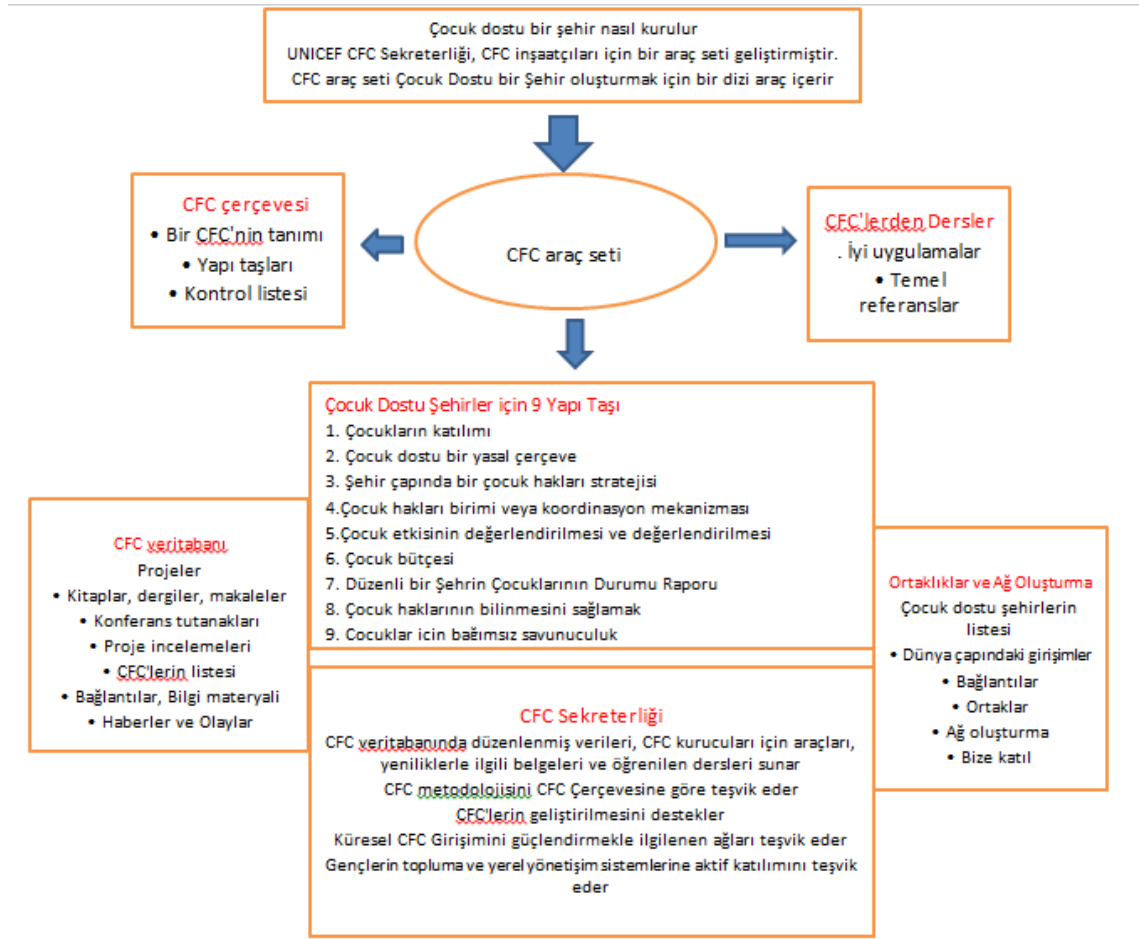 Çocuk dostu bir şehir nasıl kurulur
UNICEF CFC Sekreterliği, CFC inşaatçıları için bir araç seti geliştirmiştir.
CFC araç seti Çocuk Dostu bir Şehir oluşturmak için bir dizi araç içerir
CFC çerçevesi
• Bir CFC'nin tanımı
• Yapı taşları
• Kontrol listesi
CFC araç seti
CFC'lerden Dersler
. İyi uygulamalar
• Temel
referanslar
Çocuk Dostu Şehirler için 9 Yapı Taşı
1. Çocukların katılımı
2. Çocuk dostu bir yasal çerçeve
3. Şehir çapında bir çocuk hakları stratejisi
4.Çocuk hakları birimi veya koordinasyon mekanizması
5.Çocuk etkisinin değerlendirilmesi ve değerlendirilmesi
6. Çocuk bütçesi
7. Düzenli bir Şehrin Çocuklarının Durumu Raporu
8. Çocuk haklarının bilinmesini sağlamak
9. Çocuklar için bağımsız savunuculuk
CFC veritabanı
Projeler
• Kitaplar, dergiler, makaleler
• Konferans tutanakları
• Proje incelemeleri
• CFC'lerin listesi
• Bağlantılar, Bilgi materyali
• Haberler ve Olaylar
Ortaklıklar ve Ağ Oluşturma
Çocuk dostu şehirlerin
listesi
• Dünya çapındaki girişimler
• Bağlantılar
• Ortaklar
• Ağ oluşturma
• Bize katıl
CFC Sekreterliği
CFC veritabanında düzenlenmiş verileri, CFC kurucuları için araçları,
yeniliklerle ilgili belgeleri ve öğrenilen dersleri sunar
CFC metodolojisini CFC Çerçevesine göre teşvik eder
CFC'lerin geliştirilmesini destekler
Küresel CFC Girişimini güçlendirmekle ilgilenen ağları teşvik eder
Gençlerin topluma ve yerel yönetişim sistemlerine aktif katılımını teşvik
eder